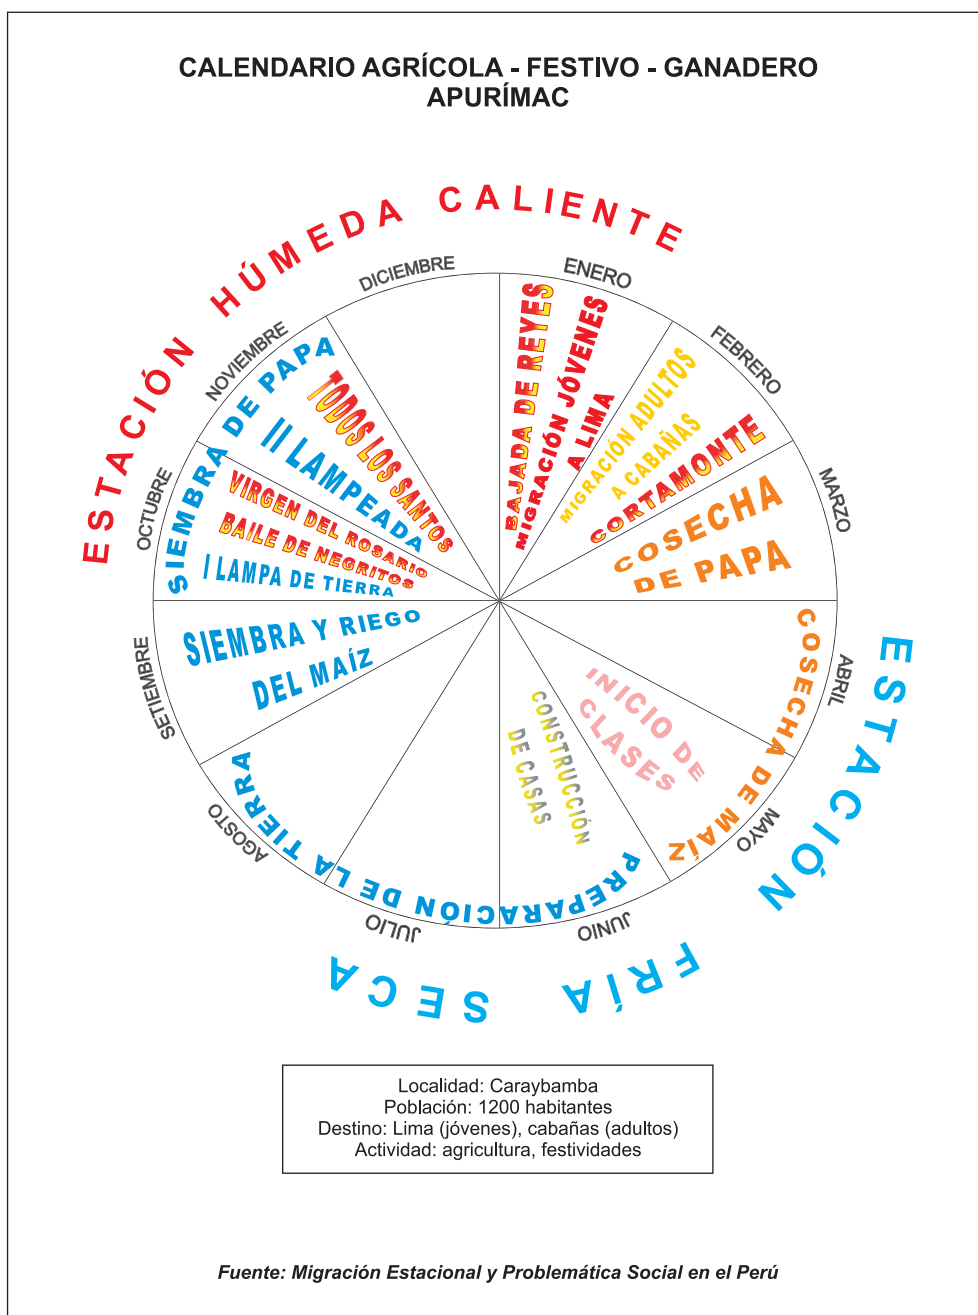 CALENDARIO AGRÍCOLA - FESTIVO - GANADERO
APURÍMAC
ESTACIÓN HÚMEDA CALIENTE
ENERO
BAJADA DE REYES
MIGRACIÓN JÓVENES
A LIMA
FEBRERO
MIGRACIÓN ADULTOS
A CABAÑAS
CORTAMONTE
MARZO
COSECHA
DE PAPA
ABRIL
COSECHA DE MAÍZ
MAYO
INICIO DE
CLASES
JUNIO
CONSTRUCCIÓN
DE CASAS
PREPARACIÓN DE LA TIERRA
JULIO
AGOSTO
SETIEMBRE
SIEMBRA Y RIEGO
DEL MAÍZ
OCTUBRE
SIEMBRA DE PAPA
VIRGEN DEL ROSARIO
BAILE DE NEGRITOS
I LAMPA DE TIERRA
NOVIEMBRE
TODOS LOS SANTOS
II LAMPEADA
DICIEMBRE
ESTACIÓN FRÍA SECA
Localidad: Caraybamba
Población: 1200 habitantes
Destino: Lima (jóvenes), cabañas (adultos)
Actividad: agricultura, festividades
Fuente: Migración Estacional y Problemática Social en el Perú